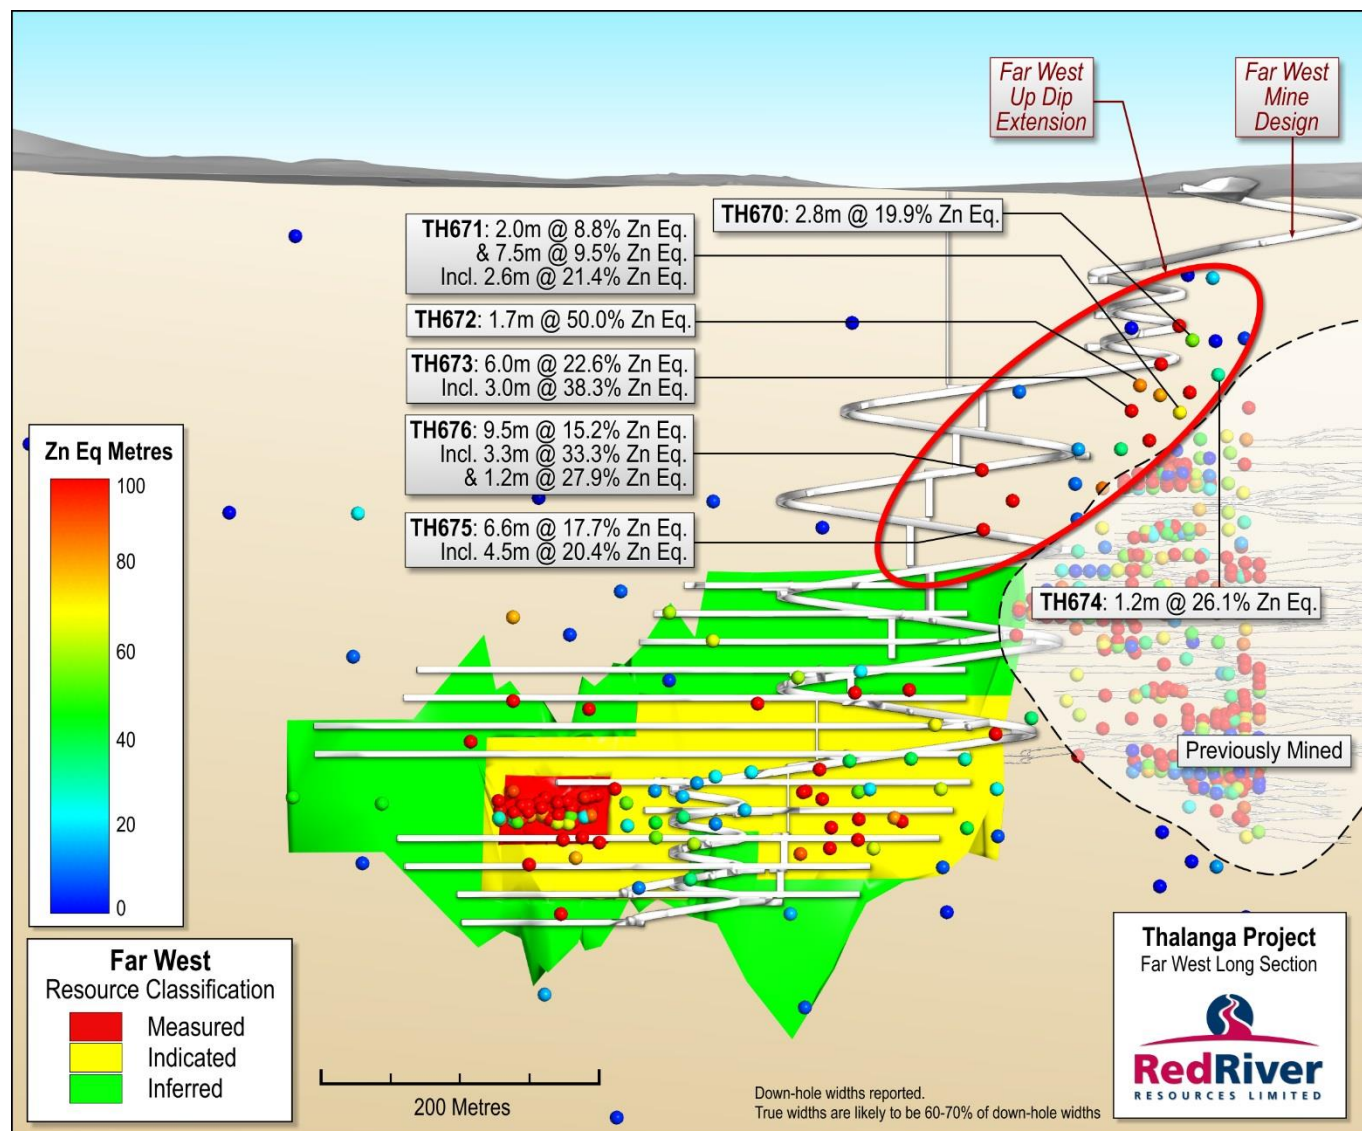 Far West
Up Dip
Extension
Far West
Mine
Design
TH670: 2.8m @ 19.9% Zn Eq.
TH671: 2.0m @ 8.8% Zn Eq.
& 7.5m @ 9.5% Zn Eq.
Incl. 2.6m @ 21.4% Zn Eq.
TH672: 1.7m @ 50.0% Zn Eq.
TH673: 6.0m @ 22.6% Zn Eq.
Incl. 3.0m @ 38.3% Zn Eq.
TH676: 9.5m @ 15.2% Zn Eq.
Incl. 3.3m @ 33.3% Zn Eq.
& 1.2m @ 27.9% Zn Eq.
TH675: 6.6m @ 17.7% Zn Eq.
Incl. 4.5m @ 20.4% Zn Eq.
TH674: 1.2m @ 26.1% Zn Eq.
Previously Mined
Zn Eq Metres
100
80
60
40
20
0
Far West
Resource Classification
Measured
Indicated
Inferred
200 Metres
Down-hole widths reported.
True widths are likely to be 60-70% of down-hole widths
Thalanga Project
Far West Long Section
RedRiver
RESOURCES LIMITED